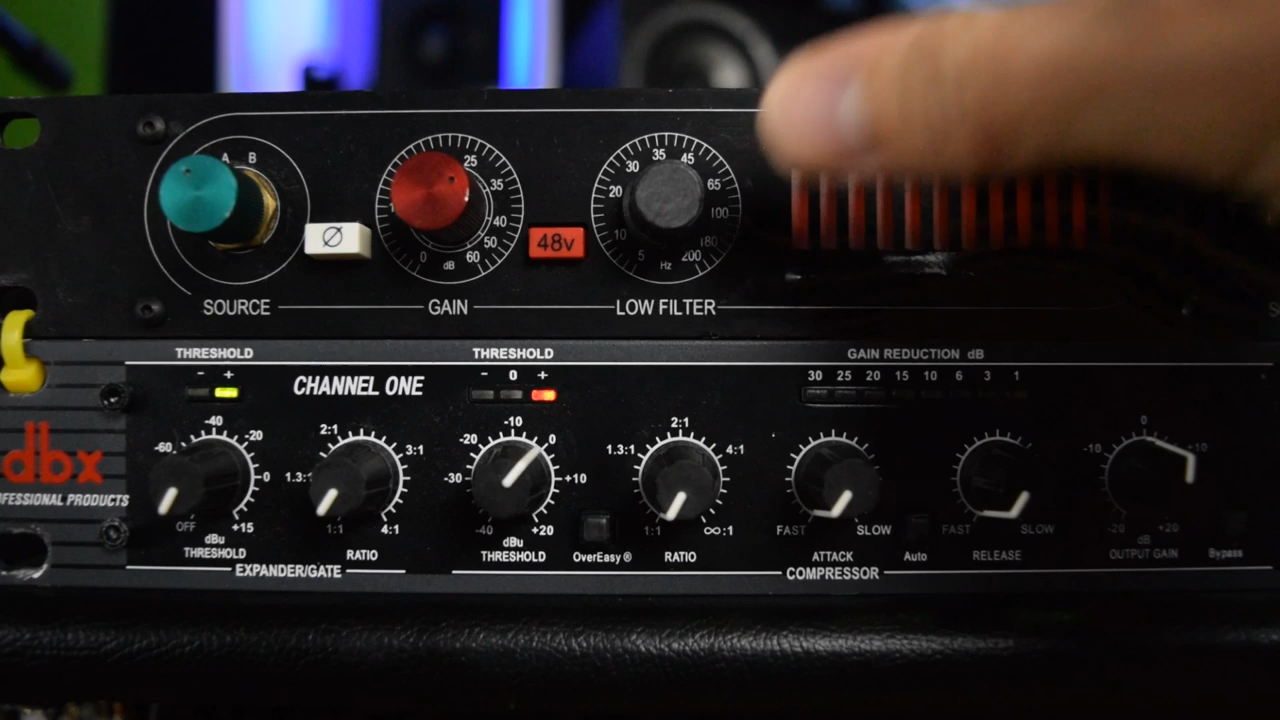 A B
25 35 40 50 60 0 dB
30 35 45 65 100 180 200 Hz 5 10 20
Ø
48v
SOURCE GAIN LOW FILTER
THRESHOLD THRESHOLD GAIN REDUCTION dB
- + CHANNEL ONE - 0 + 30 25 20 15 10 6 3 1
-60 -40 -20 0 +15 OFF
1.3:1 2:1 3:1 4:1 1:1
-40 -30 -20 -10 0 +10 +20
1:1 1.3:1 2:1 4:1 ∞:1
-10 0 +10 -20 +20
dbx
OFESSIONAL PRODUCTS
dBu
THRESHOLD RATIO
dBu
THRESHOLD OverEasy® RATIO
FAST SLOW
ATTACK Auto
FAST SLOW
RELEASE
dB
OUTPUT GAIN Bypass
EXPANDER/GATE COMPRESSOR